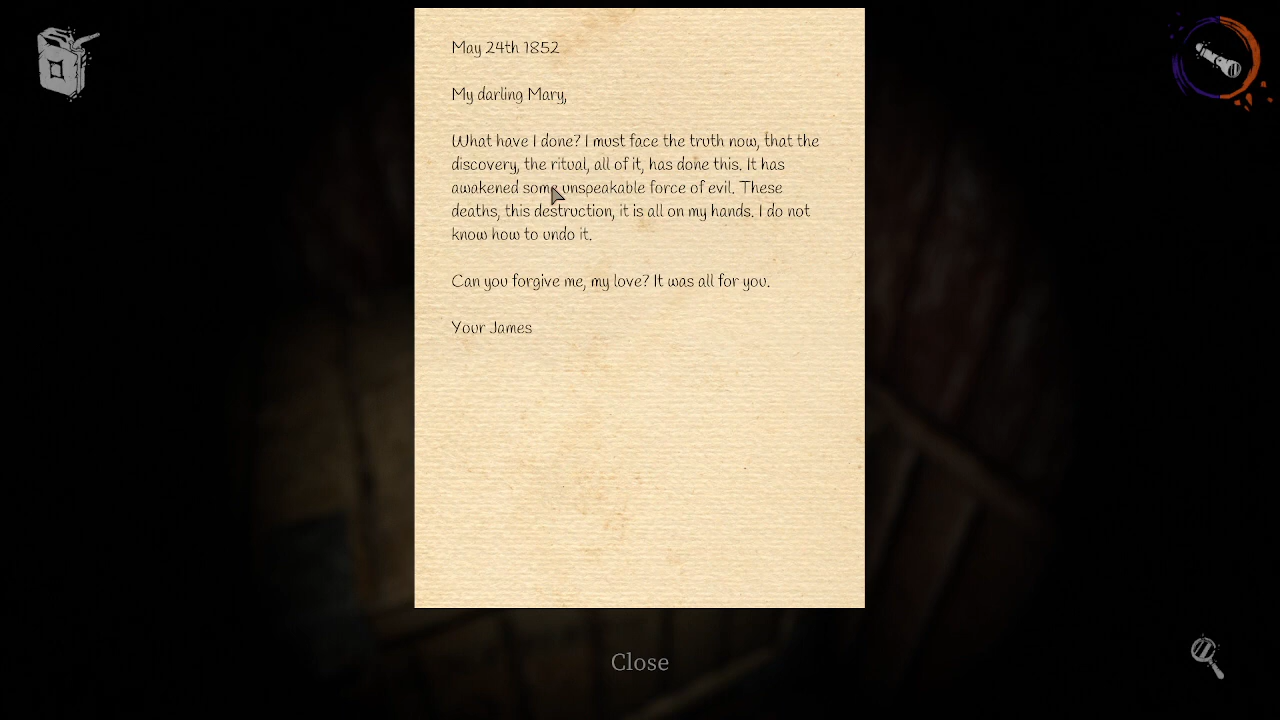 May 24th 1852
My darling Mary,
What have I done? I must face the truth now, that the
discovery, the ritual, all of it, has done this. It has
awakened some unspeakable force of evil. These
deaths, this destruction, it is all on my hands. I do not
know how to undo it.
Can you forgive me, my love? It was all for you.
Your James
Close